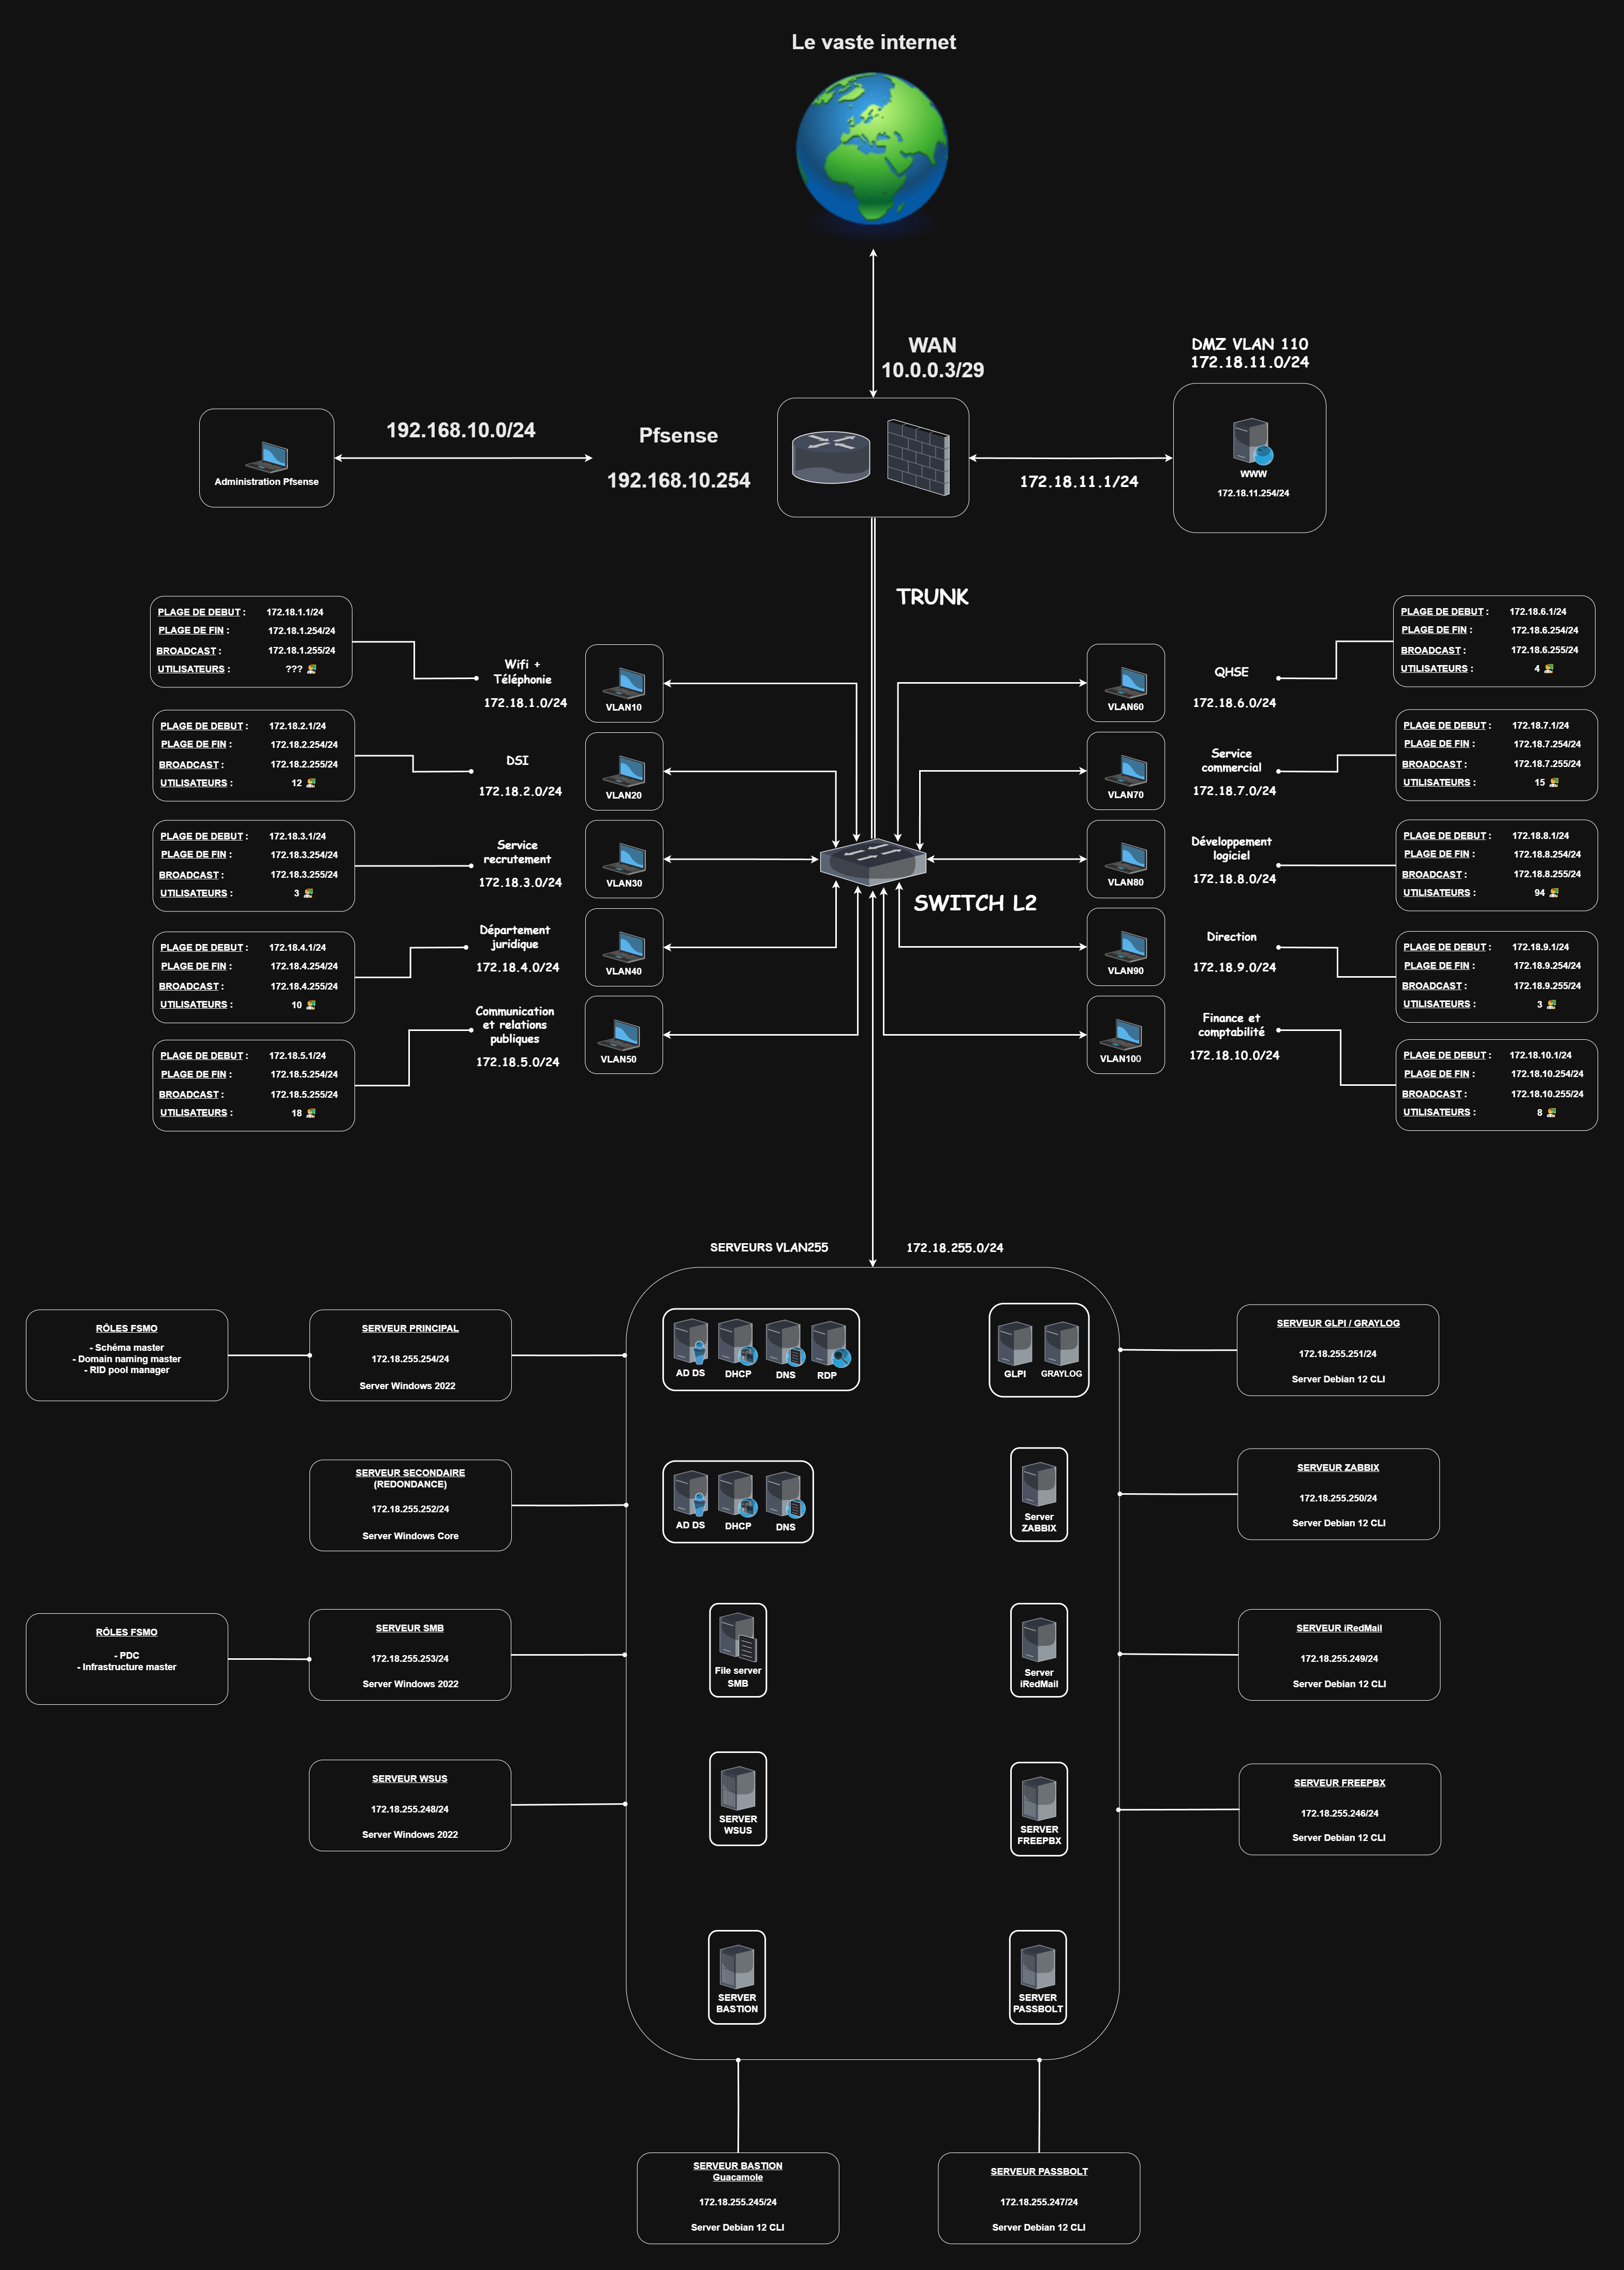 Le vaste internet
WAN
10.0.0.3/29
DMZ VLAN 110
172.18.11.0/24
Administration Pfsense
192.168.10.0/24
Pfsense
192.168.10.254
172.18.11.1/24
WWW
172.18.11.254/24
TRUNK
PLAGE DE DEBUT : 172.18.1.1/24
PLAGE DE FIN : 172.18.1.254/24
BROADCAST : 172.18.1.255/24
UTILISATEURS : ???
Wifi +
Téléphonie
172.18.1.0/24
VLAN10
PLAGE DE DEBUT : 172.18.2.1/24
PLAGE DE FIN : 172.18.2.254/24
BROADCAST : 172.18.2.255/24
UTILISATEURS : 12
DSI
172.18.2.0/24
VLAN20
PLAGE DE DEBUT : 172.18.3.1/24
PLAGE DE FIN : 172.18.3.254/24
BROADCAST : 172.18.3.255/24
UTILISATEURS : 3
Service
recrutement
172.18.3.0/24
VLAN30
PLAGE DE DEBUT : 172.18.4.1/24
PLAGE DE FIN : 172.18.4.254/24
BROADCAST : 172.18.4.255/24
UTILISATEURS : 10
Département
juridique
172.18.4.0/24
VLAN40
PLAGE DE DEBUT : 172.18.5.1/24
PLAGE DE FIN : 172.18.5.254/24
BROADCAST : 172.18.5.255/24
UTILISATEURS : 18
Communication
et relations
publiques
172.18.5.0/24
VLAN50
SWITCH L2
VLAN60
QHSE
172.18.6.0/24
PLAGE DE DEBUT : 172.18.6.1/24
PLAGE DE FIN : 172.18.6.254/24
BROADCAST : 172.18.6.255/24
UTILISATEURS : 4
VLAN70
Service
commercial
172.18.7.0/24
PLAGE DE DEBUT : 172.18.7.1/24
PLAGE DE FIN : 172.18.7.254/24
BROADCAST : 172.18.7.255/24
UTILISATEURS : 15
VLAN80
Développement
logiciel
172.18.8.0/24
PLAGE DE DEBUT : 172.18.8.1/24
PLAGE DE FIN : 172.18.8.254/24
BROADCAST : 172.18.8.255/24
UTILISATEURS : 94
VLAN90
Direction
172.18.9.0/24
PLAGE DE DEBUT : 172.18.9.1/24
PLAGE DE FIN : 172.18.9.254/24
BROADCAST : 172.18.9.255/24
UTILISATEURS : 3
VLAN100
Finance et
comptabilité
172.18.10.0/24
PLAGE DE DEBUT : 172.18.10.1/24
PLAGE DE FIN : 172.18.10.254/24
BROADCAST : 172.18.10.255/24
UTILISATEURS : 8
SERVEURS VLAN255 172.18.255.0/24
RÔLES FSMO
- Schéma master
- Domain naming master
- RID pool manager
SERVEUR PRINCIPAL
172.18.255.254/24
Server Windows 2022
AD DS DHCP DNS RDP
GLPI GRAYLOG
SERVEUR GLPI / GRAYLOG
172.18.255.251/24
Server Debian 12 CLI
SERVEUR SECONDAIRE
(REDONDANCE)
172.18.255.252/24
Server Windows Core
AD DS DHCP DNS
Server
ZABBIX
SERVEUR ZABBIX
172.18.255.250/24
Server Debian 12 CLI
RÔLES FSMO
- PDC
- Infrastructure master
SERVEUR SMB
172.18.255.253/24
Server Windows 2022
File server
SMB
Server
iRedMail
SERVEUR iRedMail
172.18.255.249/24
Server Debian 12 CLI
SERVEUR WSUS
172.18.255.248/24
Server Windows 2022
SERVER
WSUS
SERVER
FREEPBX
SERVEUR FREEPBX
172.18.255.246/24
Server Debian 12 CLI
SERVER
BASTION
SERVER
PASSBOLT
SERVEUR BASTION
Guacamole
172.18.255.245/24
Server Debian 12 CLI
SERVEUR PASSBOLT
172.18.255.247/24
Server Debian 12 CLI